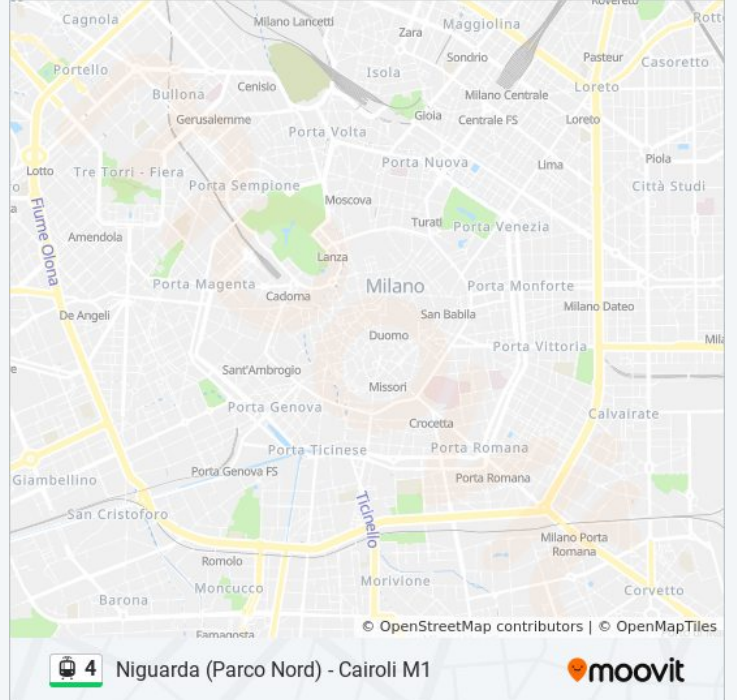 Rovereto
Cagnola
Milano Lancetti
Maggiolina
Rott
Zara
Sondrio
Pasteur
Casoretto
Portello
Isola
Cenisio
Milano Centrale
Loreto
Bullona
Gerusalemme
Gioia
Centrale FS
Loreto
Porta Volta
Lotto
Tre Torri - Fiera
Porta Nuova
Lima
Piola
Porta Sempione
Città Studi
o
Moscova
a
Turati
Porta Venezia
Fiume Olona
Amendola
Lanza
Porta Magenta
Cadorna
Milano
Porta Monforte
Milano Dateo
De Angeli
San Babila
Duomo
Porta Vittoria
Mila
e
Sant'Ambrogio
Missori
Porta Genova
Crocetta
Calvairate
Porta Ticinese
Porta Romana
Giambellino
Porta Genova FS
Porta Romana
San Cristoforo
Ticinello
Milano Porta
Romana
Romolo
Moncucco
Morivione
Corvetto
Barona
Famagosta
© OpenStreetMap contributors | © OpenMapTiles
4 Niguarda (Parco Nord) - Cairoli M1
moovit